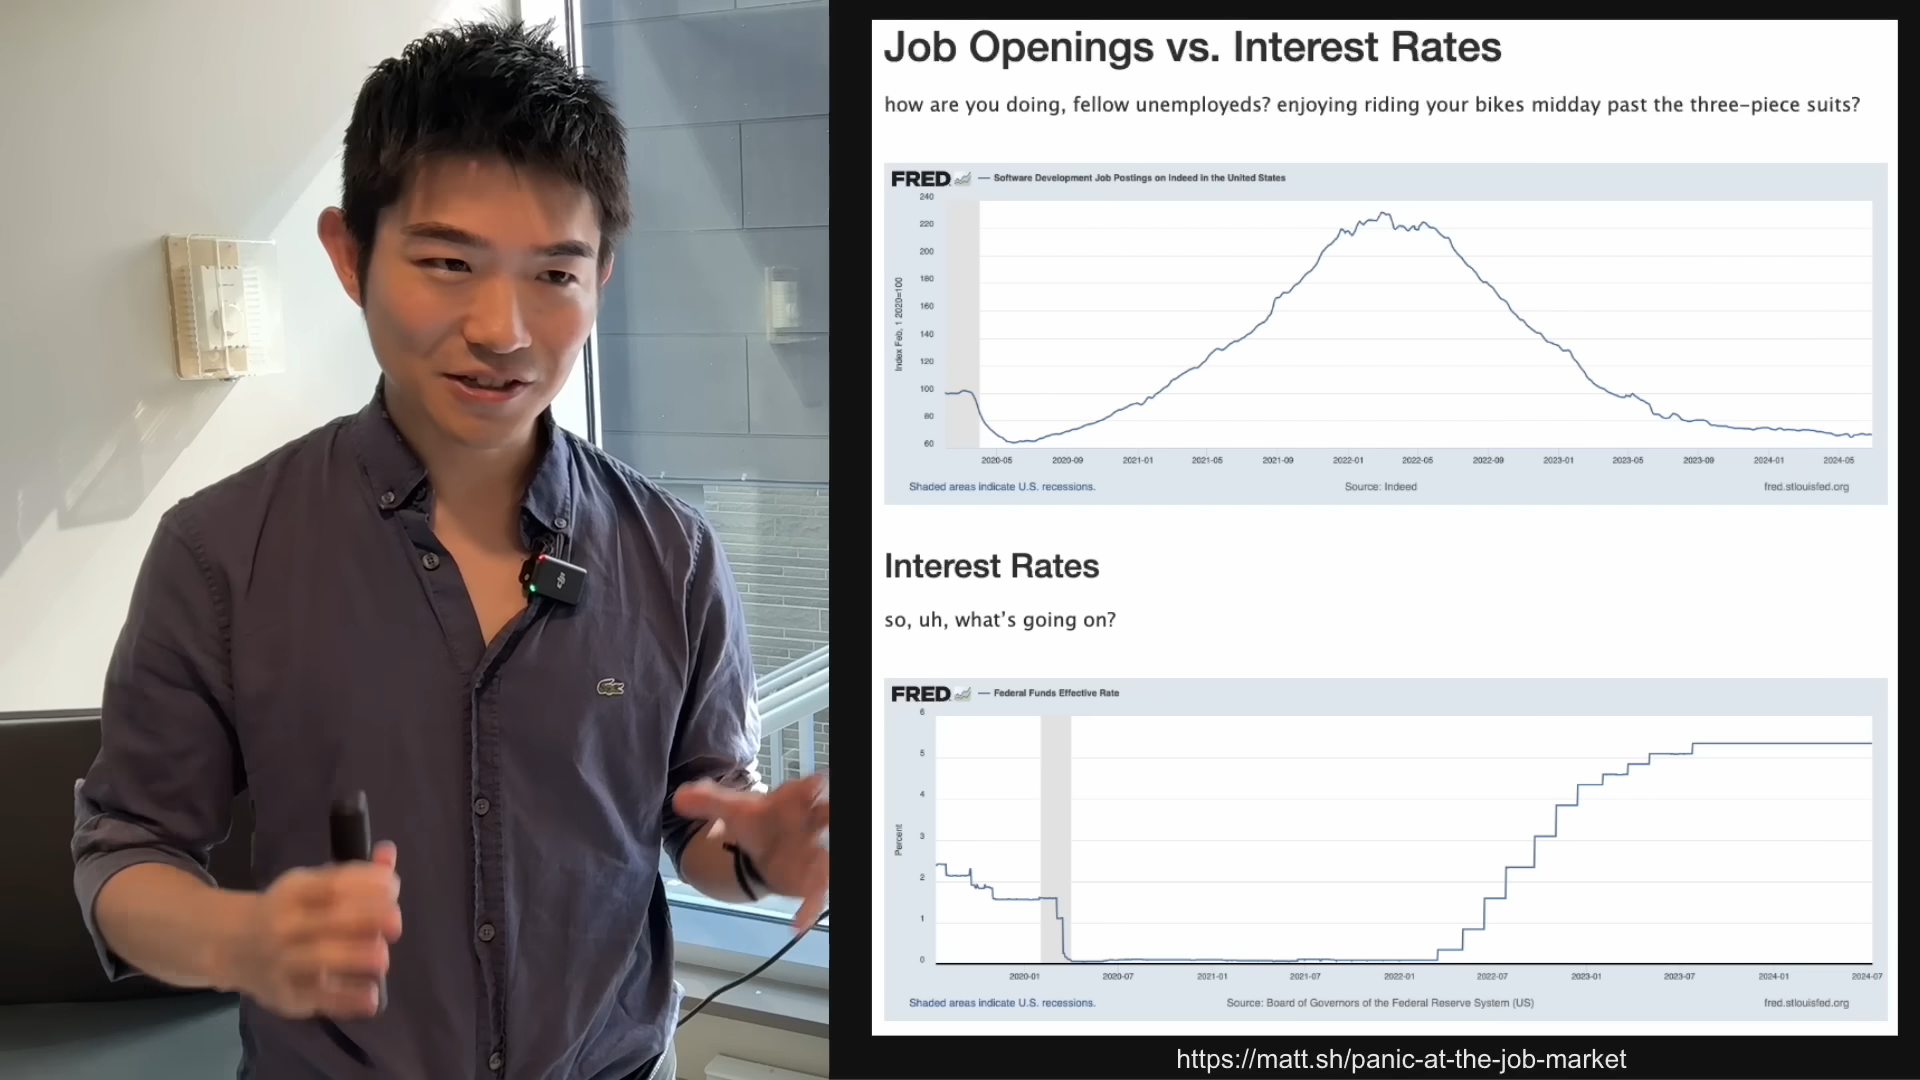 Job Openings vs. Interest Rates
how are you doing, fellow unemployeds? enjoying riding your bikes midday past the three-piece suits?
FRED — Software Development Job Postings on Indeed in the United States
240
220
200
180
160
140
120
100
80
60
Index Feb, 1 2020=100
2020-05 2020-09 2021-01 2021-05 2021-09 2022-01 2022-05 2022-09 2023-01 2023-05 2023-09 2024-01 2024-05
Shaded areas indicate U.S. recessions. Source: Indeed fred.stlouisfed.org
Interest Rates
so, uh, what's going on?
FRED — Federal Funds Effective Rate
6
5
4
3
2
1
0
Percent
2020-01 2020-07 2021-01 2021-07 2022-01 2022-07 2023-01 2023-07 2024-01 2024-07
Shaded areas indicate U.S. recessions. Source: Board of Governors of the Federal Reserve System (US) fred.stlouisfed.org
https://matt.sh/panic-at-the-job-market
dji